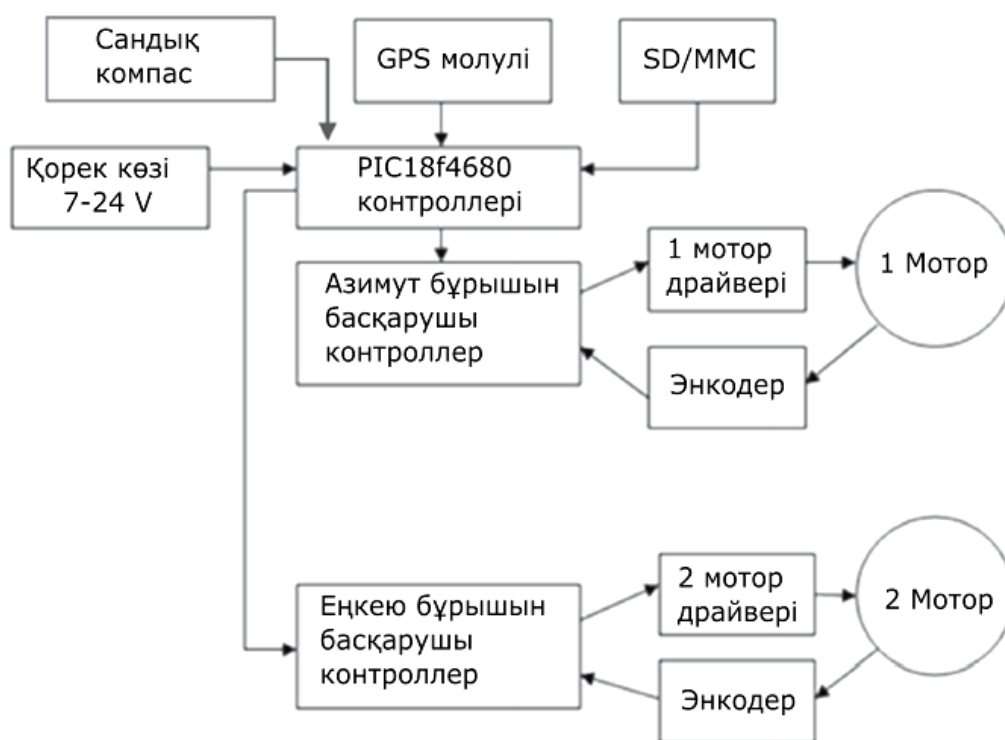 Сандық
компас
GPS молулі
SD/MMC
Қорек көзі
7-24 V
PIC18f4680
контроллері
Азимут бұрышын
басқарушы
контроллер
1 мотор
драйвері
1 Мотор
Энкодер
Еңкею бұрышын
басқарушы
контроллер
2 мотор
драйвері
2 Мотор
Энкодер